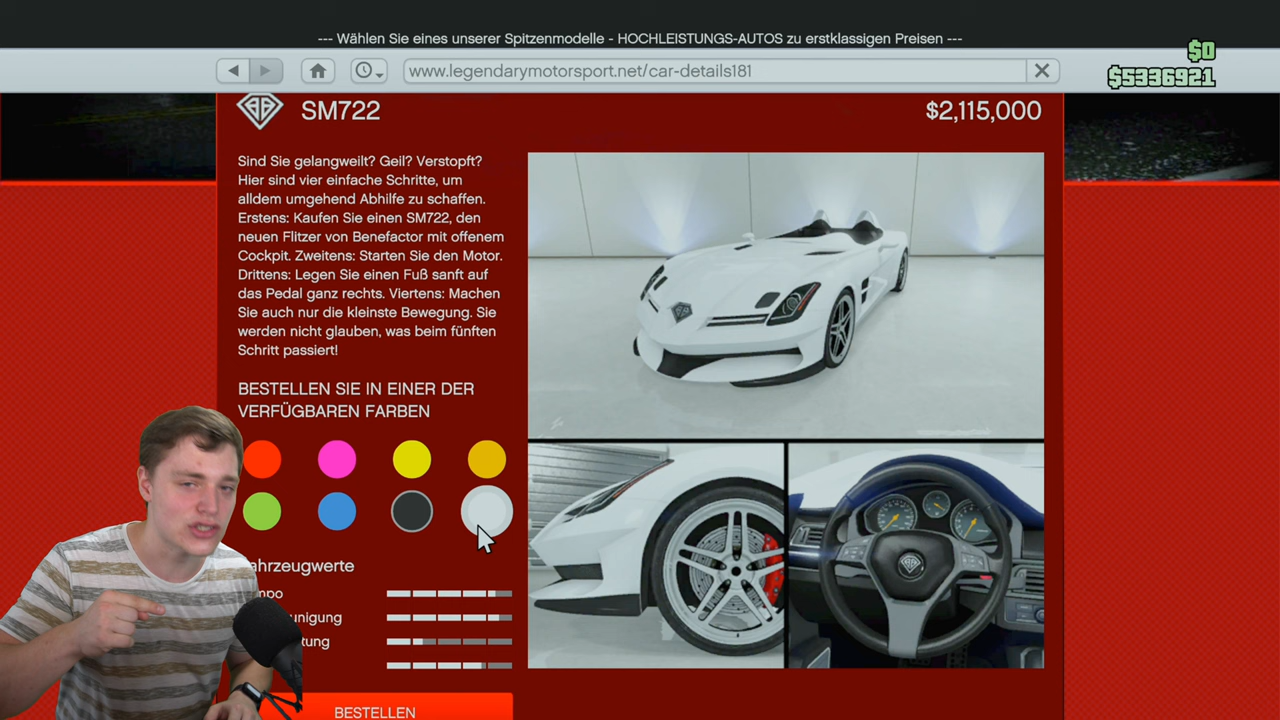 --- Wählen Sie eines unserer Spitzenmodelle - HOCHLEISTUNGS-AUTOS zu erstklassigen Preisen ---
$0
www.legendarymotorsport.net/car-details181
$5336921
SM722
$2,115,000
Sind Sie gelangweilt? Geil? Verstopft?
Hier sind vier einfache Schritte, um
alldem umgehend Abhilfe zu schaffen.
Erstens: Kaufen Sie einen SM722, den
neuen Flitzer von Benefactor mit offenem
Cockpit. Zweitens: Starten Sie den Motor.
Drittens: Legen Sie einen Fuß sanft auf
das Pedal ganz rechts. Viertens: Machen
Sie auch nur die kleinste Bewegung. Sie
werden nicht glauben, was beim fünften
Schritt passiert!
BESTELLEN SIE IN EINER DER
VERFÜGBAREN FARBEN
ahrzeugwerte
mpo
unigung
tung
BESTELLEN